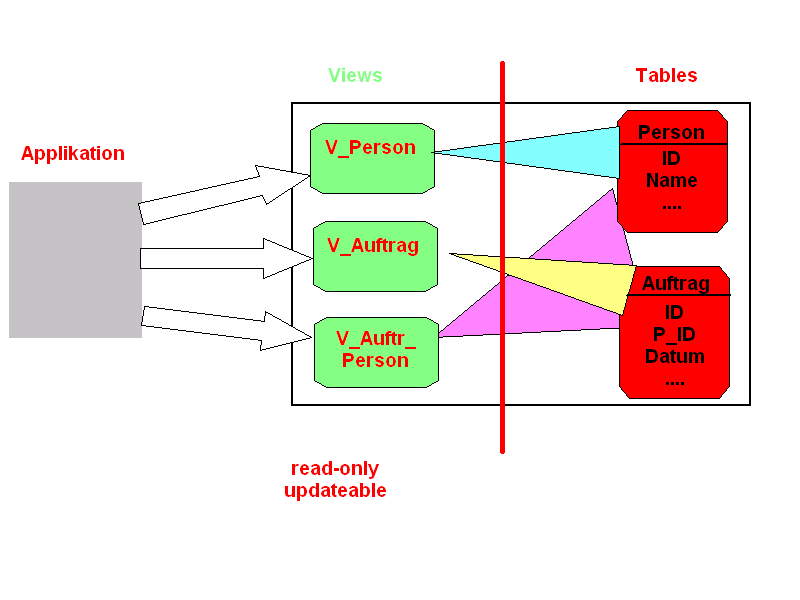 Views
Tables
Applikation
V_Person
V_Auftrag
V_Auftr_
Person
Person
ID
Name
....
Auftrag
ID
P_ID
Datum
....
read-only
updateable